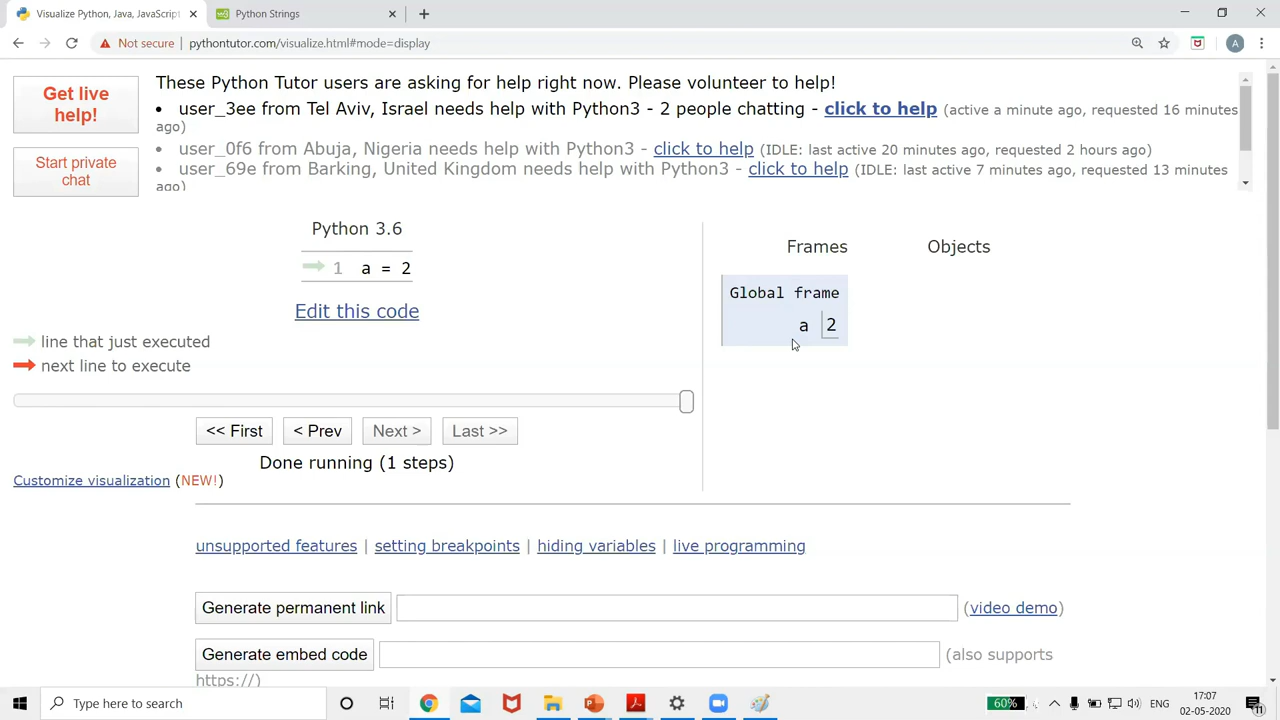 Visualize Python, Java, JavaScript
Python Strings
Not secure
pythontutor.com/visualize.html#mode=display
A
Get live help!
Start private chat
These Python Tutor users are asking for help right now. Please volunteer to help!
• user_3ee from Tel Aviv, Israel needs help with Python3 - 2 people chatting - click to help (active a minute ago, requested 16 minutes
ago)
• user_0f6 from Abuja, Nigeria needs help with Python3 - click to help (IDLE: last active 20 minutes ago, requested 2 hours ago)
• user_69e from Barking, United Kingdom needs help with Python3 - click to help (IDLE: last active 7 minutes ago, requested 13 minutes
ago)
Python 3.6
1 a = 2
Edit this code
line that just executed
next line to execute
<< First < Prev Next > Last >>
Done running (1 steps)
Customize visualization (NEW!)
Frames Objects
Global frame
a 2
unsupported features | setting breakpoints | hiding variables | live programming
Generate permanent link (video demo)
Generate embed code (also supports
https://)
Type here to search
60%
ENG
17:07
02-05-2020
11